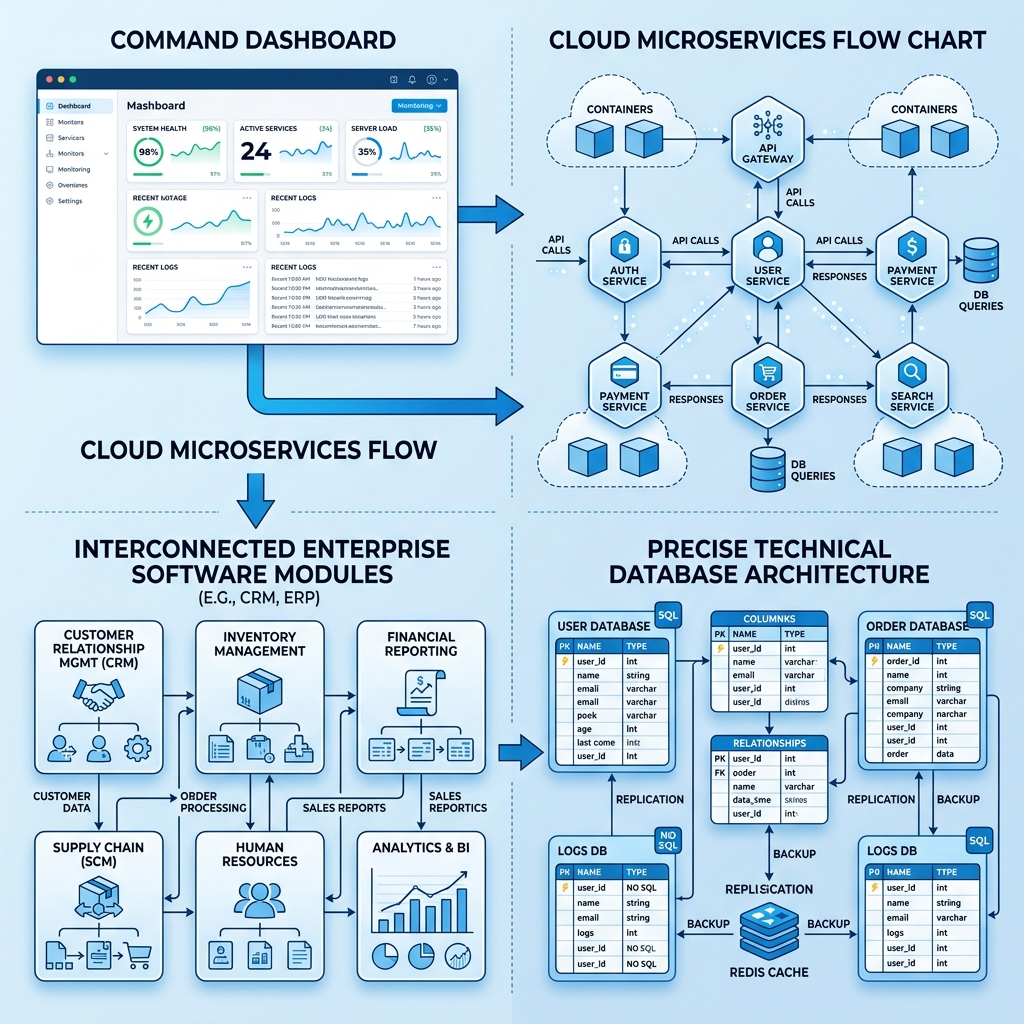 COMMAND DASHBOARD
Dashboard
Monitors
Servicars
Monitors
Monitoring
Settings
Mashboard
Monitoring
SYSTEM HEALTH (98%)
98%
97%
ACTIVE SERVICES (24)
24
37%
SERVER LOAD (35%)
35%
35%
RECENT MOTAGE
67%
RECENT LOGS
RECENT LOGS
RECENT LOGS
3 hours ago
CLOUD MICROSERVICES FLOW
CLOUD MICROSERVICES FLOW CHART
CONTAINERS
API
GATEWAY
CONTAINERS
API
CALLS
API
CALLS
AUTH
SERVICE
API CALLS
USER
SERVICE
API CALLS
RESPONSES
PAYMENT
SERVICE
DB
QUERIES
PAYMENT
SERVICE
RESPONSES
ORDER
SERVICE
RESPONSES
SEARCH
SERVICE
DB
QUERIES
INTERCONNECTED ENTERPRISE
SOFTWARE MODULES
(E.G., CRM, ERP)
CUSTOMER
RELATIONSHIP
MGMT (CRM)
INVENTORY
MANAGEMENT
FINANCIAL
REPORTING
CUSTOMER
DATA
ORDER
PROCESSING
SALES REPORTS
SALES
REPORTICS
SUPPLY CHAIN
(SCM)
HUMAN
RESOURCES
ANALYTICS & BI
PRECISE TECHNICAL
DATABASE ARCHITECTURE
USER DATABASE
SQL
PK NAME TYPE
user_Id int
name string
emali varchar
email varchar
poek varchar
age Int
last come
user_Id int
COLUMNKS
PK NAME TYPE
user_Id int
name varchar
email varchar
user_id int
user_Id
ORDER DATABASE
SQL
NAME TYPE
order_id int
name int
company string
email varchar
company narchar
user_Id int
user_Id int
order data
RELATIONSHIPS
PK user_Id int
FK ooder int
name varchar
user_Id int
REPLICATION
REPLICATION
BACKUP
BACKUP
LOGS DB
NO
SQL
PK NAME TYPE
user_id NO SQL
name string
email string
logs int
user_Id NO SQL
user_Id NO SQL
BACKUP
BACKUP
REDIS CACHE
LOGS DB
SQL
NAME TYPE
user_id int
name string
email varchar
logs int
user_Id int
user_Id int